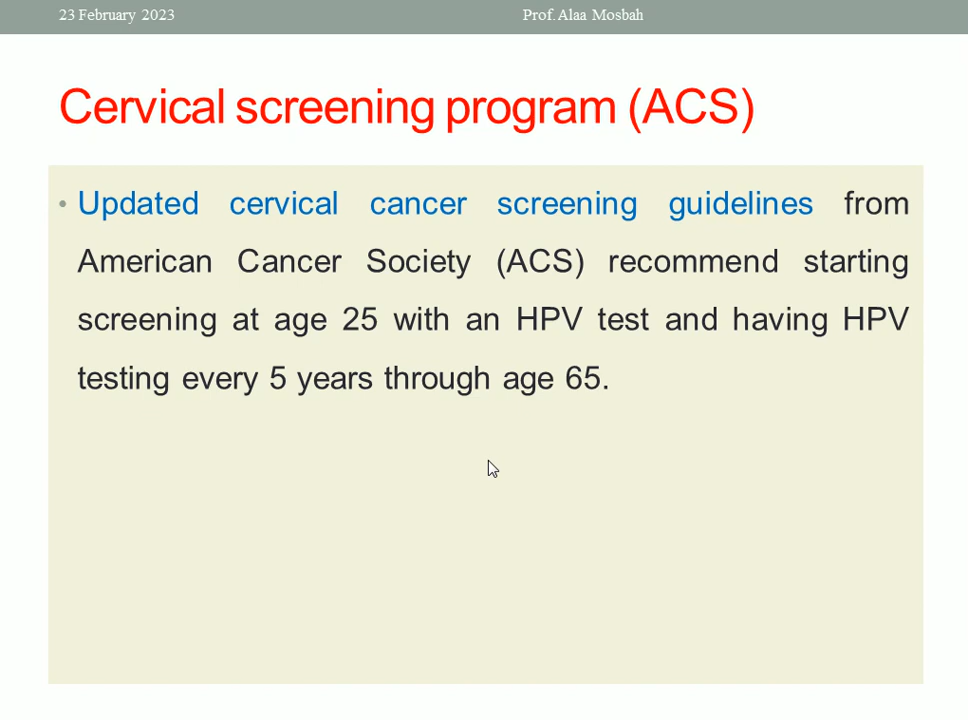 23 February 2023
Prof. Alaa Mosbah
Cervical screening program (ACS)
• Updated cervical cancer screening guidelines from
American Cancer Society (ACS) recommend starting
screening at age 25 with an HPV test and having HPV
testing every 5 years through age 65.